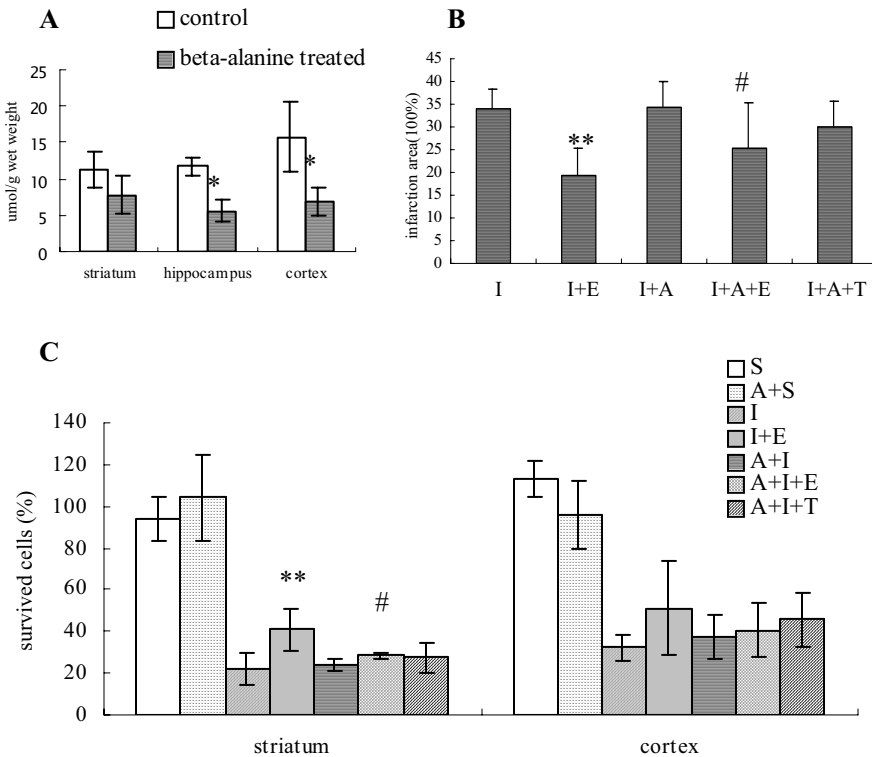 A
control
beta-alanine treated
umol/g wet weight
25
20
15
10
5
0
*
*
striatum hippocampus cortex
B
infarction area(100%)
45
40
35
30
25
20
15
10
5
0
**
#
I I+E I+A I+A+E I+A+T
C
S
A+S
I
I+E
A+I
A+I+E
A+I+T
survived cells (%)
140
120
100
80
60
40
20
0
**
#
striatum cortex